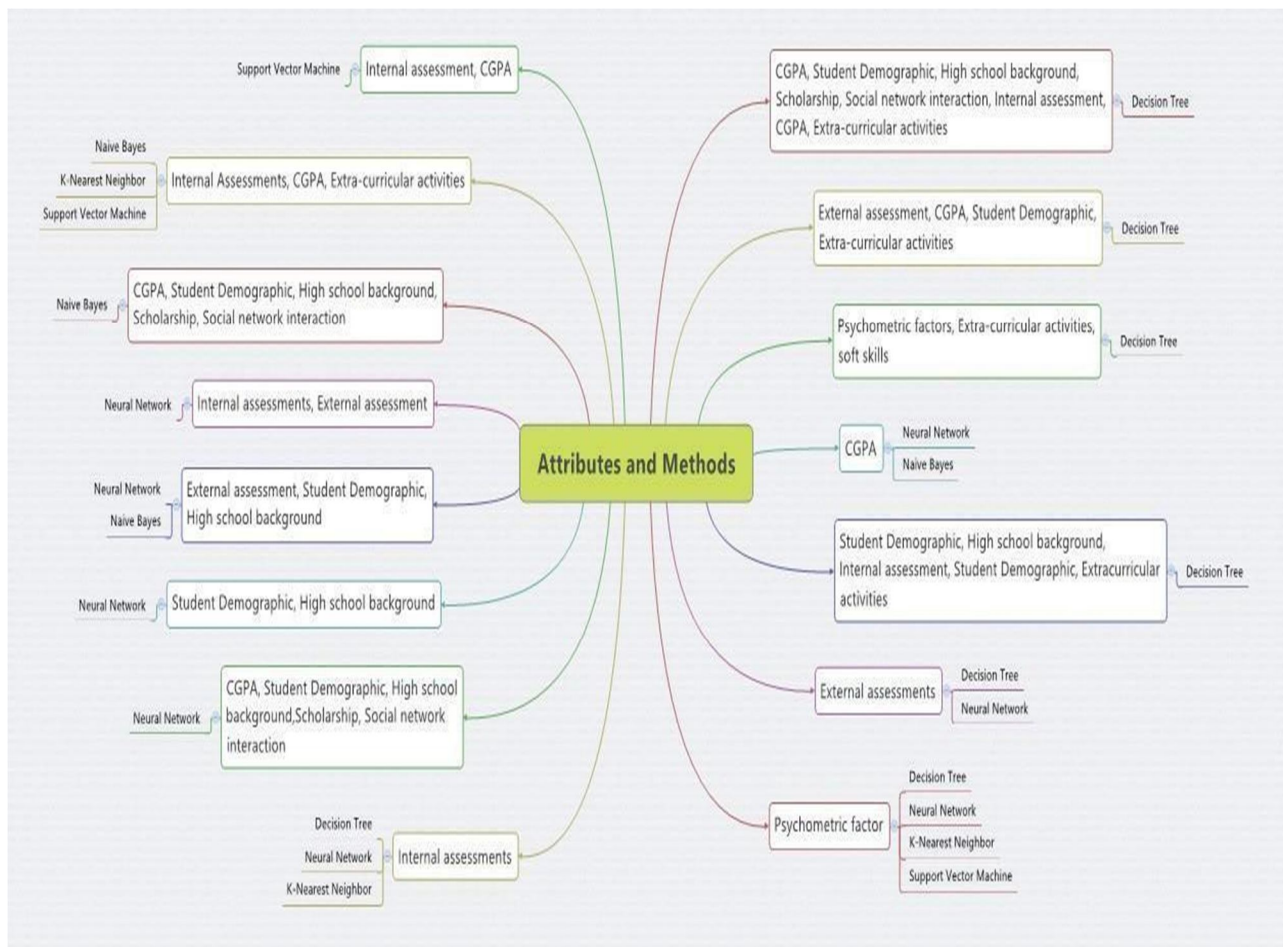 Attributes and Methods
Internal assessment, CGPA
Support Vector Machine
Internal Assessments, CGPA, Extra-curricular activities
Naive Bayes
K-Nearest Neighbor
Support Vector Machine
CGPA, Student Demographic, High school background,
Scholarship, Social network interaction
Naive Bayes
Internal assessments, External assessment
Neural Network
External assessment, Student Demographic,
High school background
Neural Network
Naive Bayes
Student Demographic, High school background
Neural Network
CGPA, Student Demographic, High school
background,Scholarship, Social network
interaction
Neural Network
Internal assessments
Decision Tree
Neural Network
K-Nearest Neighbor
CGPA, Student Demographic, High school background,
Scholarship, Social network interaction, Internal assessment,
CGPA, Extra-curricular activities
Decision Tree
External assessment, CGPA, Student Demographic,
Extra-curricular activities
Decision Tree
Psychometric factors, Extra-curricular activities,
soft skills
Decision Tree
CGPA
Neural Network
Naive Bayes
Student Demographic, High school background,
Internal assessment, Student Demographic, Extracurricular
activities
Decision Tree
External assessments
Decision Tree
Neural Network
Psychometric factor
Decision Tree
Neural Network
K-Nearest Neighbor
Support Vector Machine